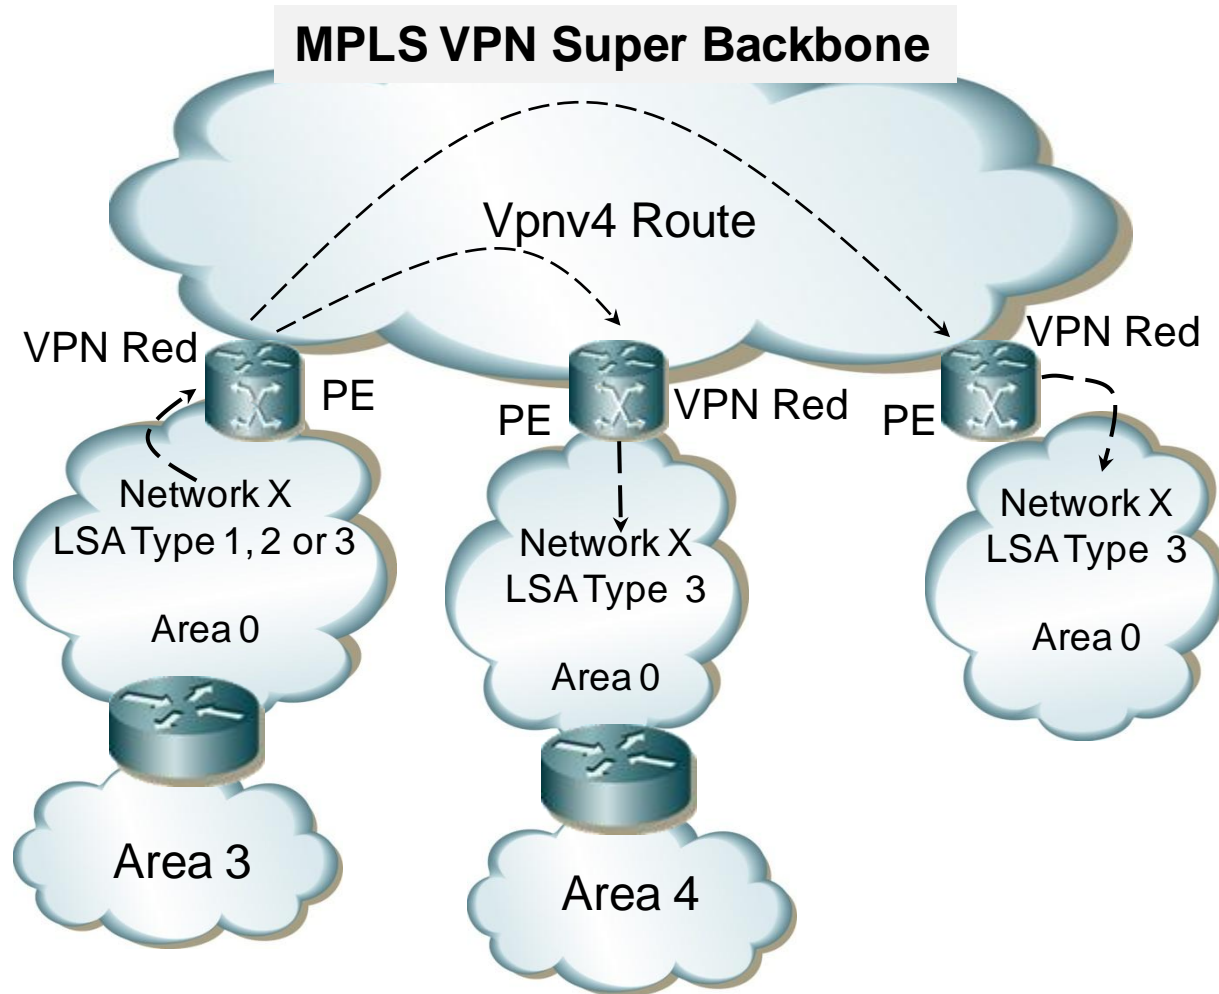 MPLS VPN Super Backbone
Vpnv4 Route
VPN Red
PE
PE
VPN Red
VPN Red
PE
Network X
LSA Type 1, 2 or 3
Area 0
Network X
LSA Type 3
Area 0
Network X
LSA Type 3
Area 0
Area 3
Area 4